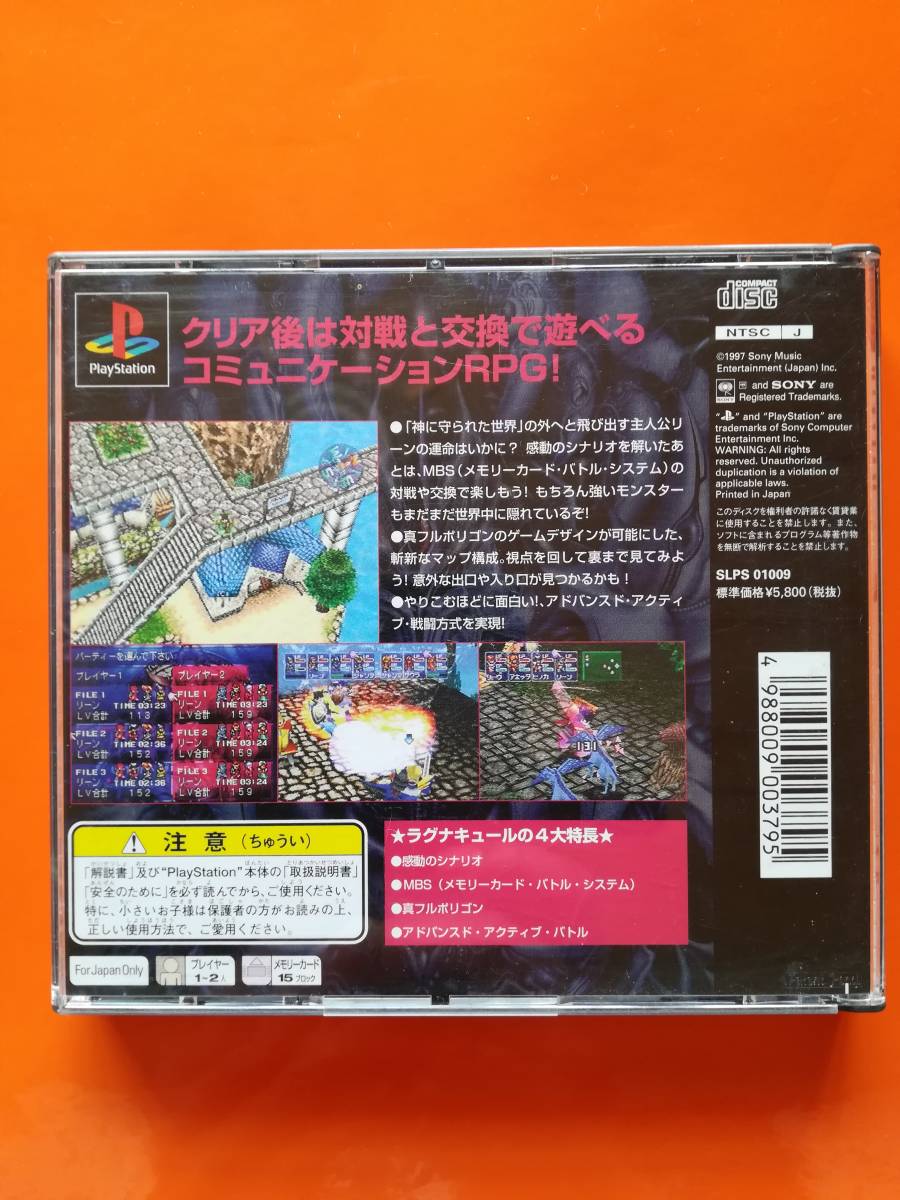 PlayStation
クリア後は対戦と交換で遊べる
コミュニケーションRPG!
●「神に守られた世界」の外へと飛び出す主人公リ
ーンの運命はいかに? 感動のシナリオを解いたあ
とは、MBS(メモリーカード・バトル・システム)の
対戦や交換で楽しもう! もちろん強いモンスター
もまだまだ世界中に隠れているぞ!
●真フルポリゴンのゲームデザインが可能にした、
斬新なマップ構成。視点を回して裏まで見てみよ
う! 意外な出口や入り口が見つかるかも!
●やりこむほどに面白い!、アドバンスド・アクティ
ブ・戦闘方式を実現!
COMPACT
disc
NTSC J
©1997 Sony Music
Entertainment (Japan) Inc.
and SONY are
Registered Trademarks.
" " and "PlayStation" are
trademarks of Sony Computer
Entertainment Inc.
WARNING: All rights
reserved. Unauthorized
duplication is a violation of
applicable laws.
Printed in Japan
このディスクを権利者の許諾なく賃貸業
に使用することを禁止します。また、
ソフトに含まれるプログラム等著作物
を無断で解析することを禁止します。
SLPS 01009
標準価格¥5,800(税抜)
4 988009 003795
パーティーを選んで下さい
プレイヤー1 プレイヤー2
FILE 1 FILE 1
リーン TIME 03:23 リーン TIME 03:23
LV合計 113 LV合計 159
FILE 2 FILE 2
リーン TIME 02:36 リーン TIME 03:24
LV合計 152 LV合計 159
FILE 3 FILE 3
リーン TIME 02:36 リーン TIME 03:24
LV合計 152 LV合計 159
131
注意(ちゅうい)
「解説書」及び"PlayStation"本体の「取扱説明書」
「安全のために」を必ず読んでから、ご使用ください。
特に、小さいお子様は保護者の方がお読みの上、
正しい使用方法で、ご愛用ください。
★ラグナキュールの4大特長★
●感動のシナリオ
●MBS(メモリーカード・バトル・システム)
●真フルポリゴン
●アドバンスド・アクティブ・バトル
For Japan Only
プレイヤー
1~2人
メモリーカード
15ブロック